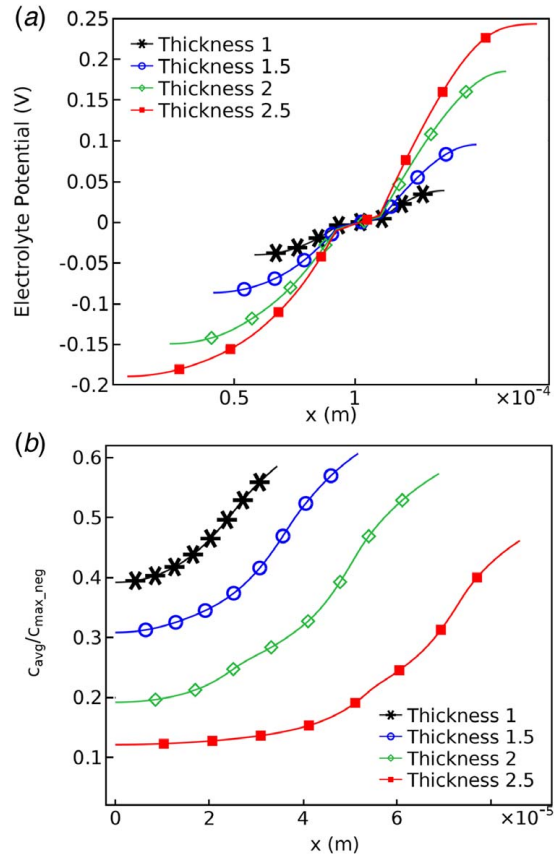 (a)
0.25
0.2
0.15
0.1
0.05
0
-0.05
-0.1
-0.15
-0.2
Electrolyte Potential (V)
Thickness 1
Thickness 1.5
Thickness 2
Thickness 2.5
0.5
1
×10⁻⁴
x (m)
(b)
0.6
0.5
0.4
0.3
0.2
0.1
c_avg/c_max_neg
Thickness 1
Thickness 1.5
Thickness 2
Thickness 2.5
0
2
4
6
×10⁻⁵
x (m)